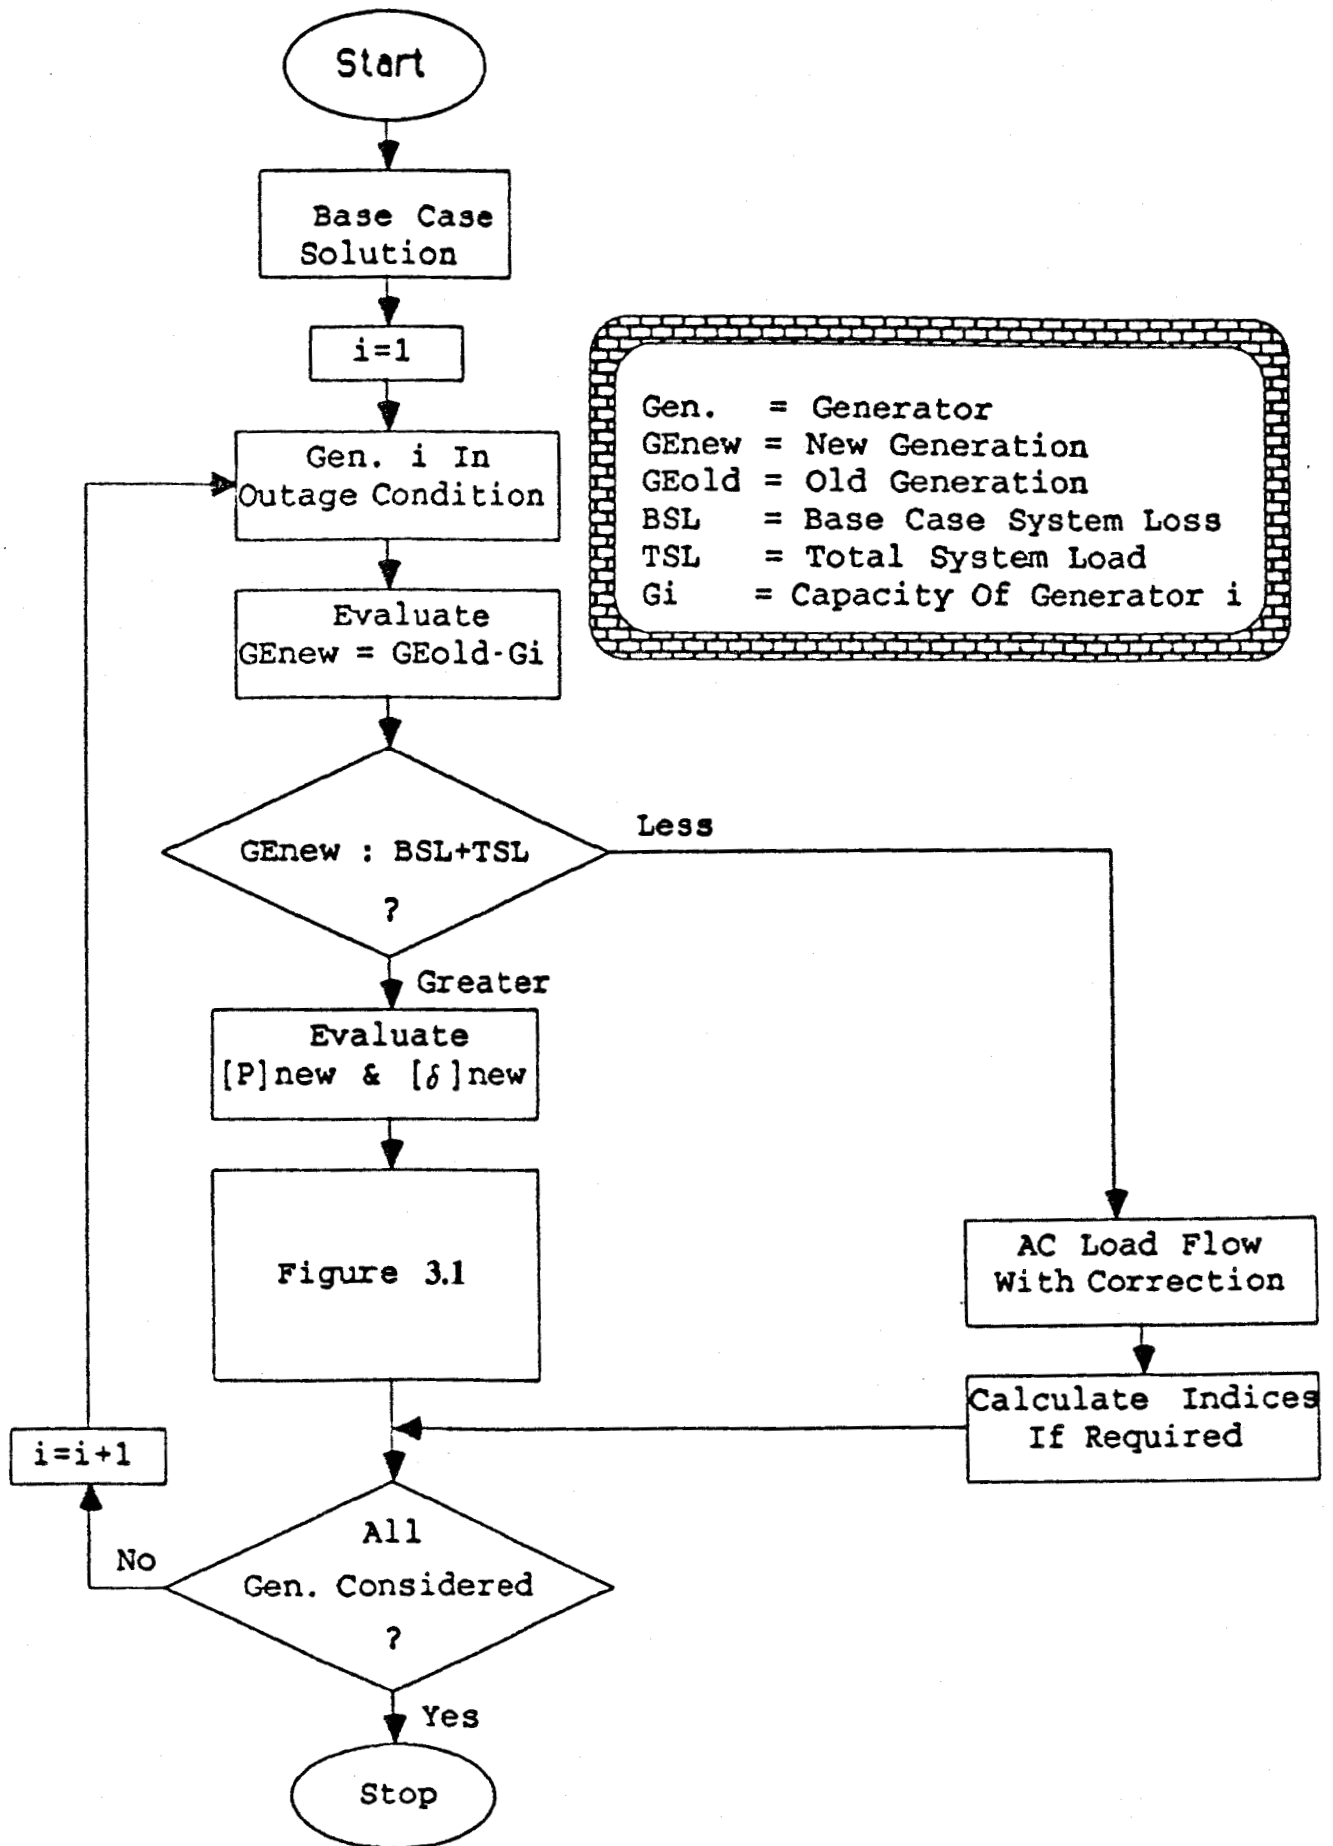 Start
Base Case
Solution
i=1
Gen. i In
Outage Condition
Evaluate
GEnew = GEold-Gi
GEnew : BSL+TSL
?
Less
Greater
Evaluate
[P]new & [δ]new
Figure 3.1
AC Load Flow
With Correction
Calculate Indices
If Required
i=i+1
All
Gen. Considered
?
No
Yes
Stop
Gen. = Generator
GEnew = New Generation
GEold = Old Generation
BSL = Base Case System Loss
TSL = Total System Load
Gi = Capacity Of Generator i